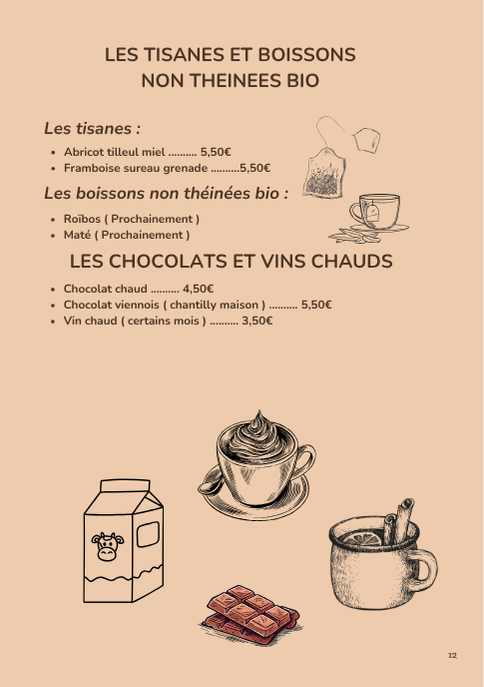 LES TISANES ET BOISSONS
NON THEINEES BIO
Les tisanes :
• Abricot tilleul miel .......... 5,50€
• Framboise sureau grenade ..........5,50€
Les boissons non théinées bio :
• Roïbos ( Prochainement )
• Maté ( Prochainement )
LES CHOCOLATS ET VINS CHAUDS
• Chocolat chaud .......... 4,50€
• Chocolat viennois ( chantilly maison ) .......... 5,50€
• Vin chaud ( certains mois ) .......... 3,50€
12